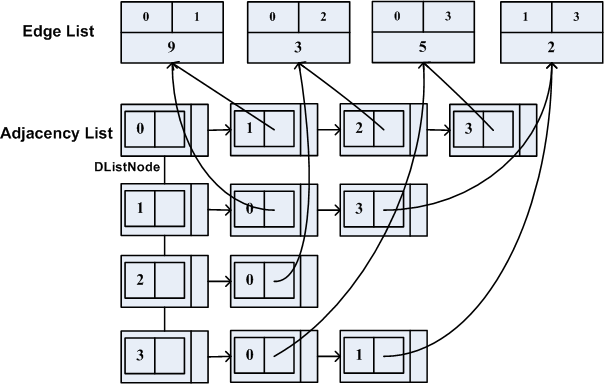 Edge List
0 1 0 2 0 3 1 3
9 3 5 2
Adjacency List
0 1 2 3
DListNode
1 0 3
2 0
3 0 1